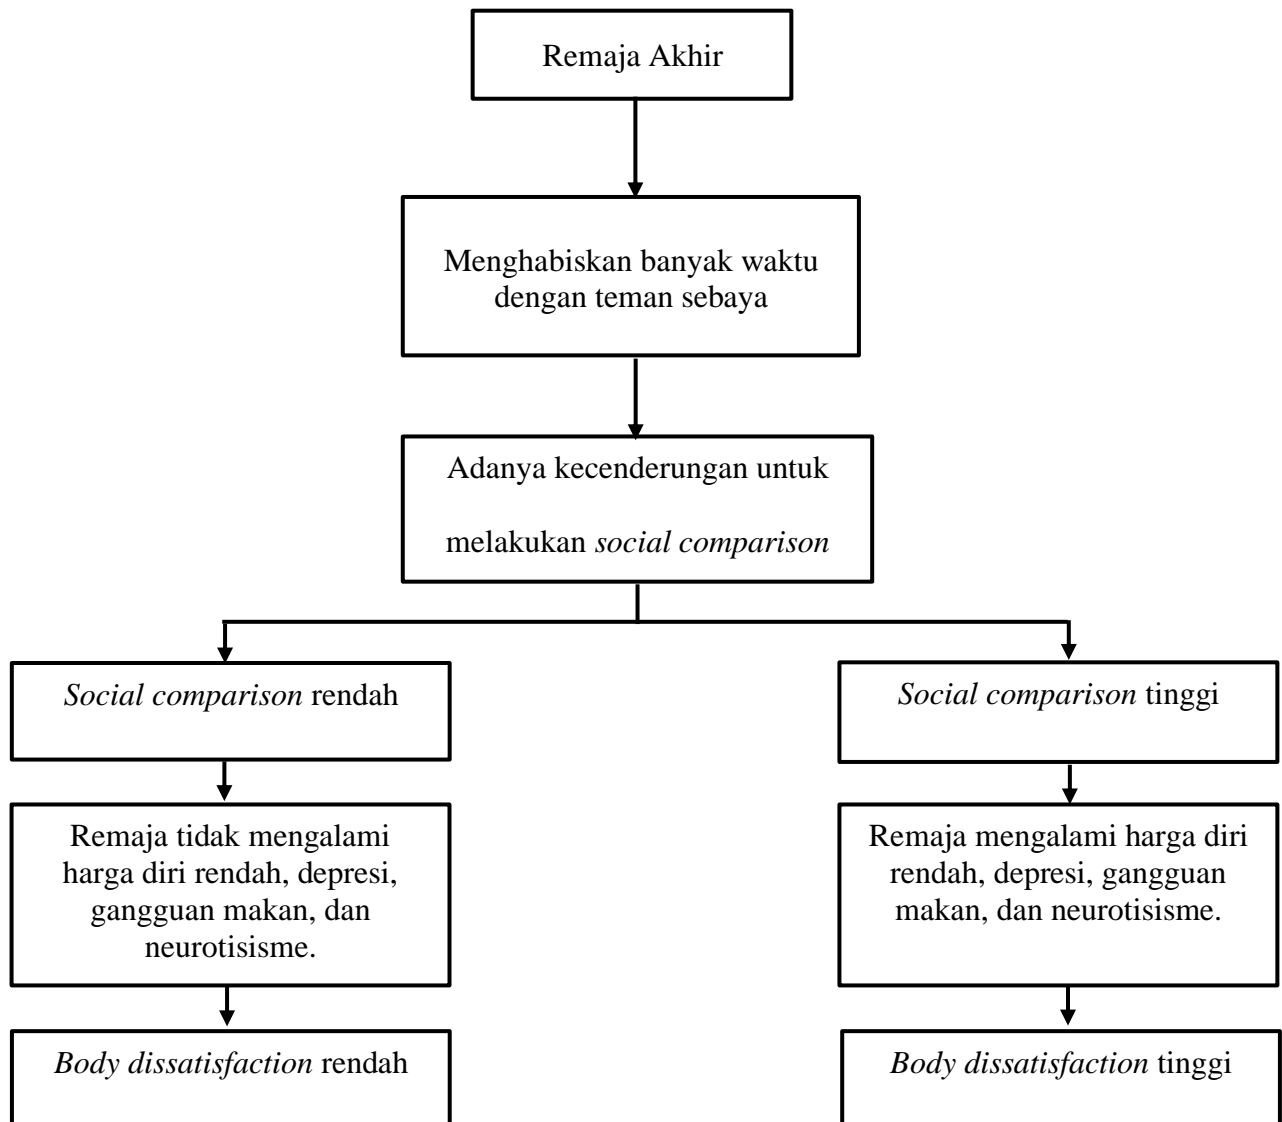 Remaja Akhir
Menghabiskan banyak waktu
dengan teman sebaya
Adanya kecenderungan untuk
melakukan social comparison
Social comparison rendah
Social comparison tinggi
Remaja tidak mengalami
harga diri rendah, depresi,
gangguan makan, dan
neurotisisme.
Remaja mengalami harga diri
rendah, depresi, gangguan
makan, dan neurotisisme.
Body dissatisfaction rendah
Body dissatisfaction tinggi